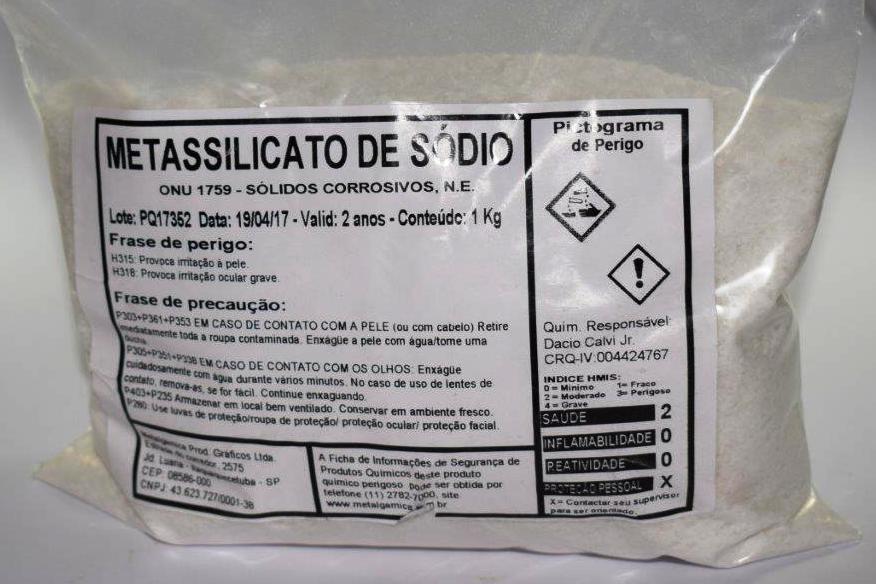 METASSILICATO DE SÓDIO
ONU 1759 - SÓLIDOS CORROSIVOS, N.E.
Lote: PQ17352 Data: 19/04/17 - Valid: 2 anos - Conteúdo: 1 Kg
Frase de perigo:
H315: Provoca irritação à pele.
H318: Provoca irritação ocular grave.
Frase de precaução:
P303+P361+P353 EM CASO DE CONTATO COM A PELE (ou com cabelo) Retire
imediatamente toda a roupa contaminada. Enxágüe a pele com água/tome uma
ducha.
P305+P351+P338 EM CASO DE CONTATO COM OS OLHOS: Enxágüe
cuidadosamente com água durante vários minutos. No caso de uso de lentes de
contato, remova-as, se for fácil. Continue enxaguando.
P403+P235 Armazenar em local bem ventilado. Conservar em ambiente fresco.
P280: Use luvas de proteção/roupa de proteção/ proteção ocular/ proteção facial.
Metalgamica Prod. Gráficos Ltda.
2575
Jd. Luana - - SP
CEP: 08586-000
CNPJ: 43.623.727/0001-38
A Ficha de Informações de Segurança de
Produtos Químicos deste produto
químico perigoso pode ser obtida por
telefone (11) 2782-7000, site
Pictograma
de Perigo
Quim. Responsável:
Dacio Calvi Jr.
CRQ-IV:004424767
INDICE HMIS:
0 = Mínimo 1= Fraco
2 = Moderado 3= Perigoso
4 = Grave
SAÚDE 2
INFLAMABILIDADE 0
REATIVIDADE 0
PROTEÇÃO PESSOAL X
X= Contactar seu supervisor
para ser orientado.